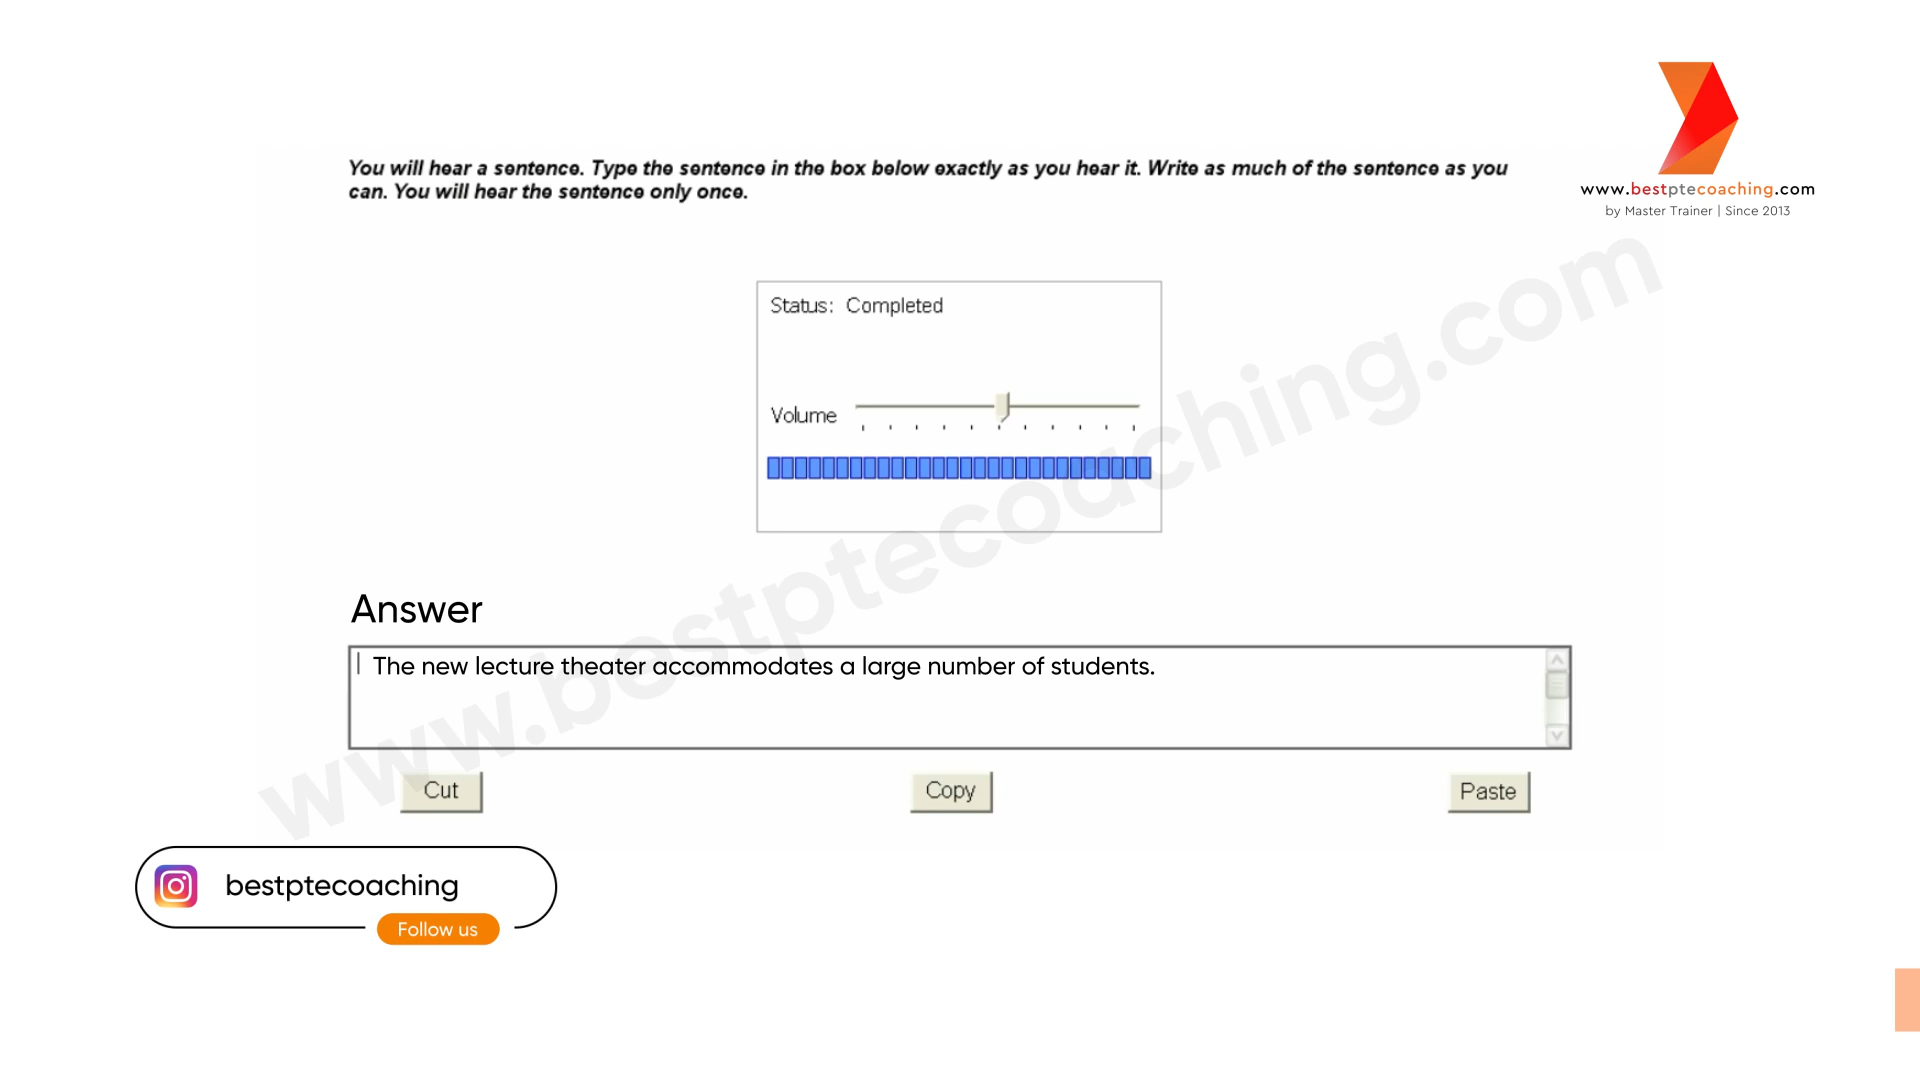 You will hear a sentence. Type the sentence in the box below exactly as you hear it. Write as much of the sentence as you
can. You will hear the sentence only once.
www.bestptecoaching.com
by Master Trainer | Since 2013
Status: Completed
Volume
www.bestptecoaching.com
Answer
The new lecture theater accommodates a large number of students.
Cut
Copy
Paste
bestptecoaching
Follow us